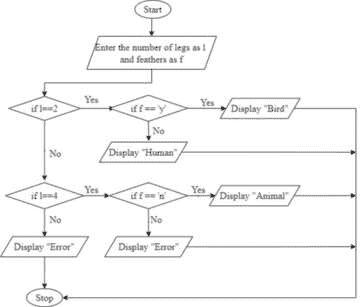 Start
Enter the number of legs as l
and feathers as f
if l==2
Yes
if f == 'y'
Yes
Display "Bird"
No
Display "Human"
No
if l==4
Yes
if f == 'n'
Yes
Display "Animal"
No
No
Display "Error"
Display "Error"
Stop